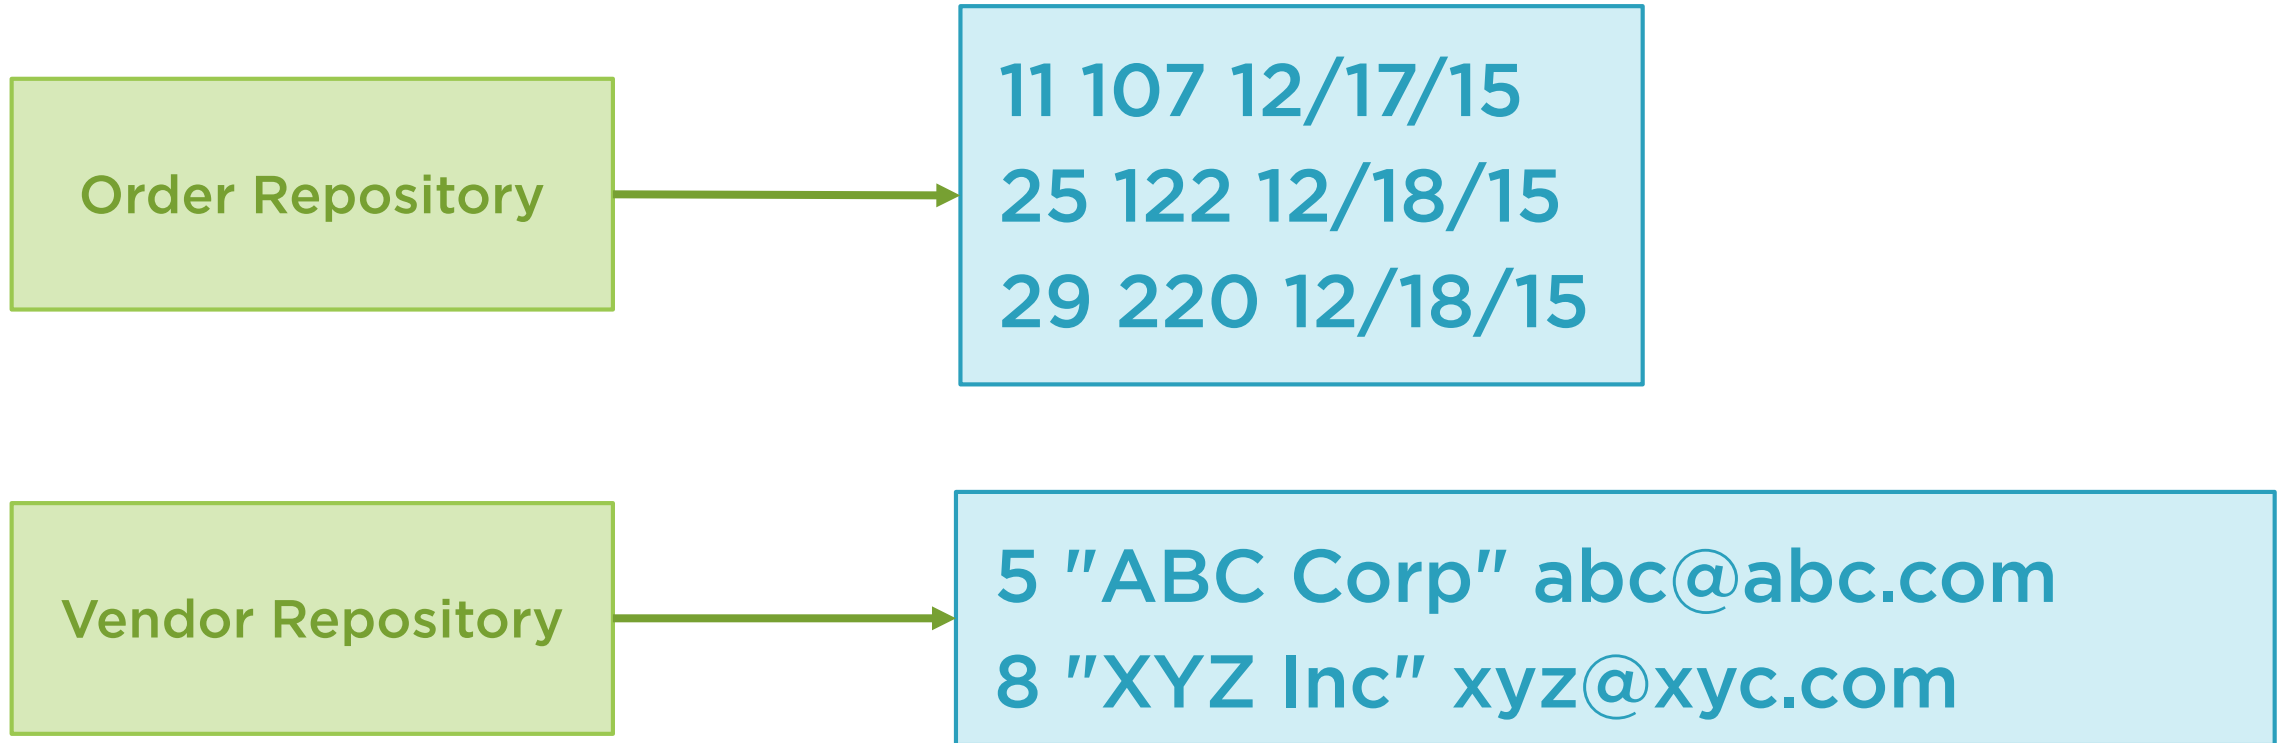 Order Repository
11 107 12/17/15
25 122 12/18/15
29 220 12/18/15
Vendor Repository
5 "ABC Corp" abc@abc.com
8 "XYZ Inc" xyz@xyc.com